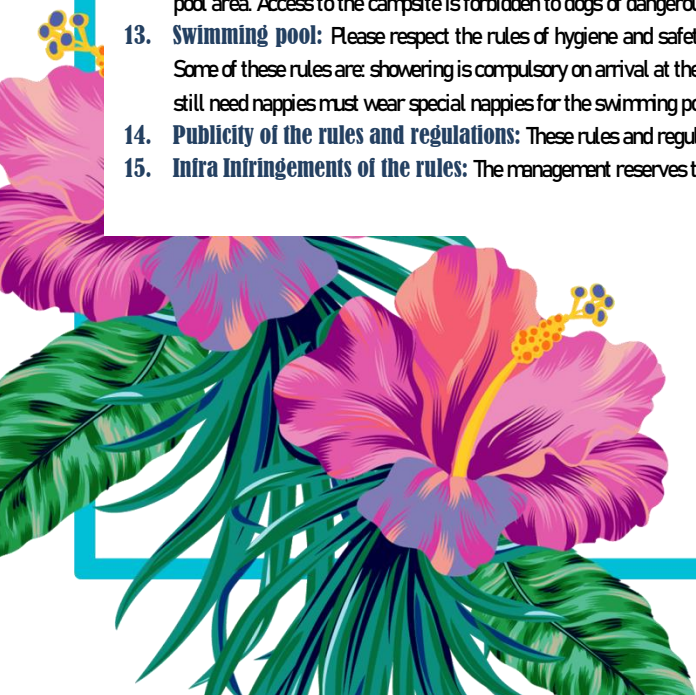 pool area. Access to the campsite is forbidden to dogs of dangerou
13. Swimming pool: Please respect the rules of hygiene and safet
Some of these rules are: showering is compulsory on arrival at the
still need nappies must wear special nappies for the swimming po
14. Publicity of the rules and regulations: These rules and regul
15. Infra Infringements of the rules: The management reserves t